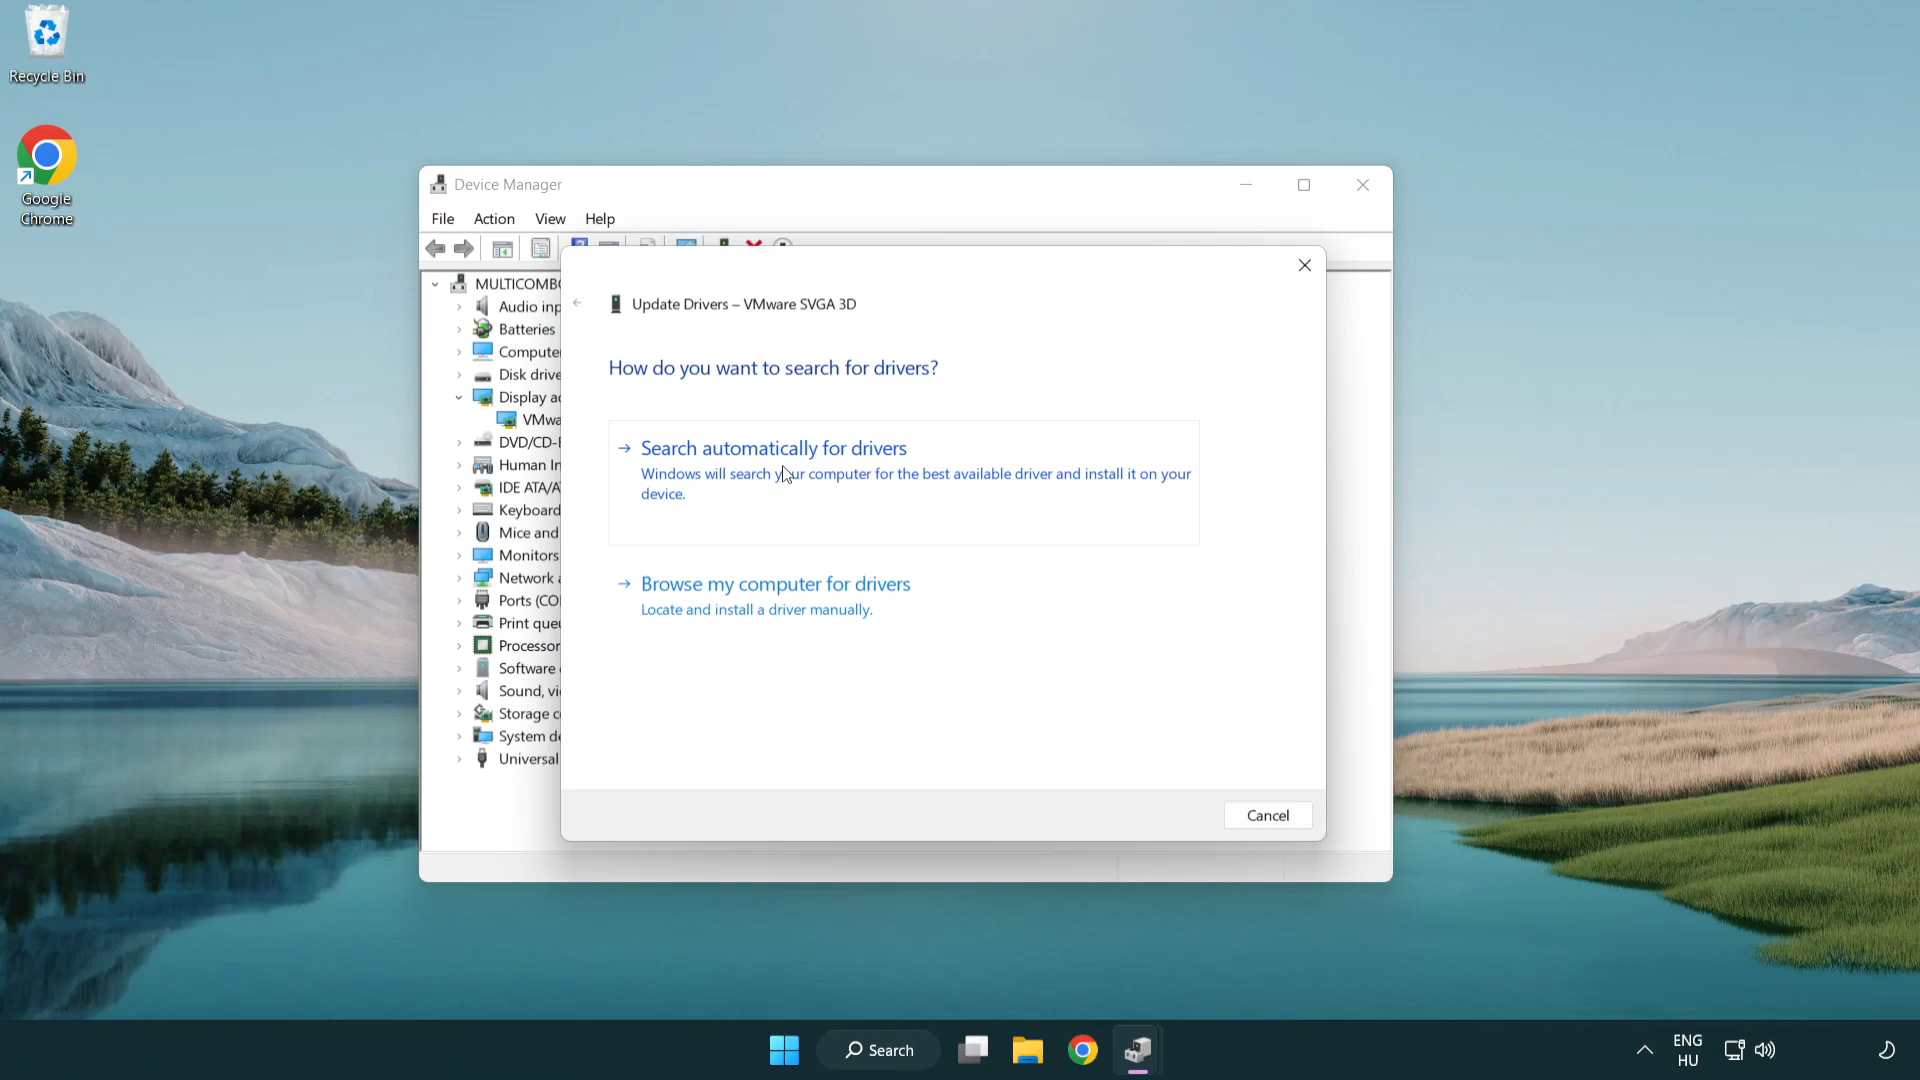 Recycle Bin
Google
Chrome
Device Manager
File Action View Help
MULTICOMBO
Audio inp
Batteries
Compute
Disk drive
Display a
VMwa
DVD/CD-
Human In
IDE ATA/A
Keyboard
Mice and
Monitors
Network a
Ports (CO
Print queu
Processor
Software
Sound, vi
Storage c
System de
Universal
Update Drivers – VMware SVGA 3D
How do you want to search for drivers?
Search automatically for drivers
Windows will search your computer for the best available driver and install it on your
device.
Browse my computer for drivers
Locate and install a driver manually.
Cancel
Search
ENG
HU